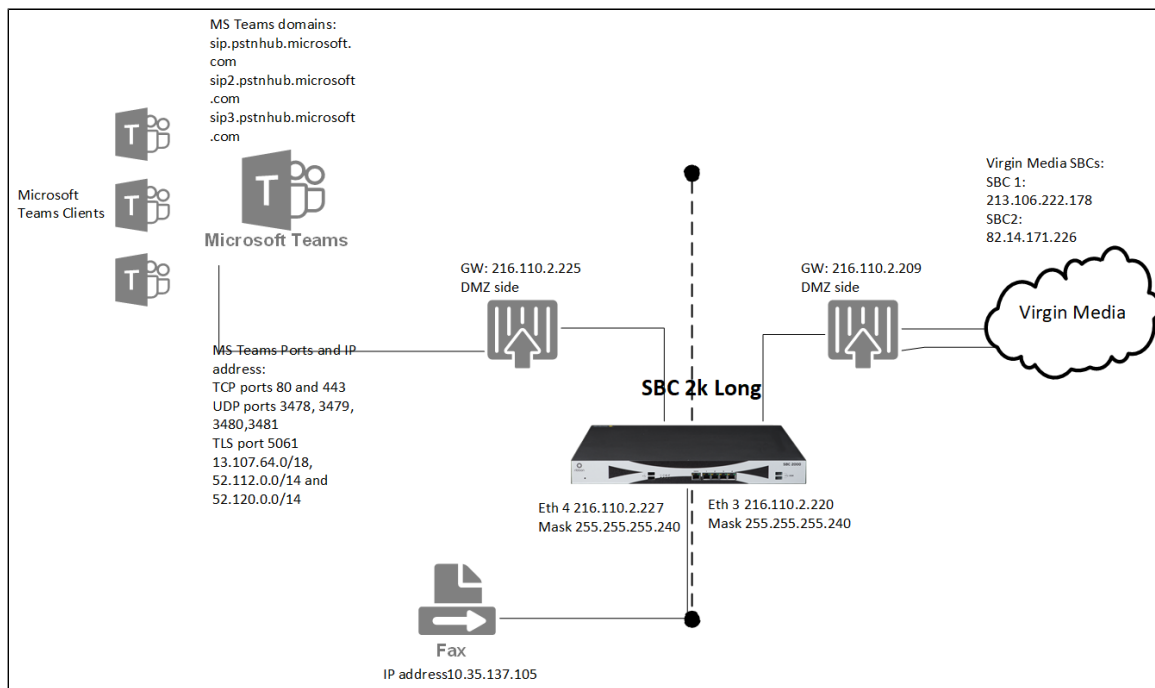 MS Teams domains:
sip.pstnhub.microsoft.
com
sip2.pstnhub.microsoft
.com
sip3.pstnhub.microsoft
.com
Microsoft
Teams Clients
T
T
T
T
Microsoft Teams
GW: 216.110.2.225
DMZ side
GW: 216.110.2.209
DMZ side
Virgin Media SBCs:
SBC 1:
213.106.222.178
SBC2:
82.14.171.226
Virgin Media
MS Teams Ports and IP
address:
TCP ports 80 and 443
UDP ports 3478, 3479,
3480,3481
TLS port 5061
13.107.64.0/18,
52.112.0.0/14 and
52.120.0.0/14
SBC 2k Long
Eth 4 216.110.2.227
Mask 255.255.255.240
Eth 3 216.110.2.220
Mask 255.255.255.240
Fax
IP address10.35.137.105